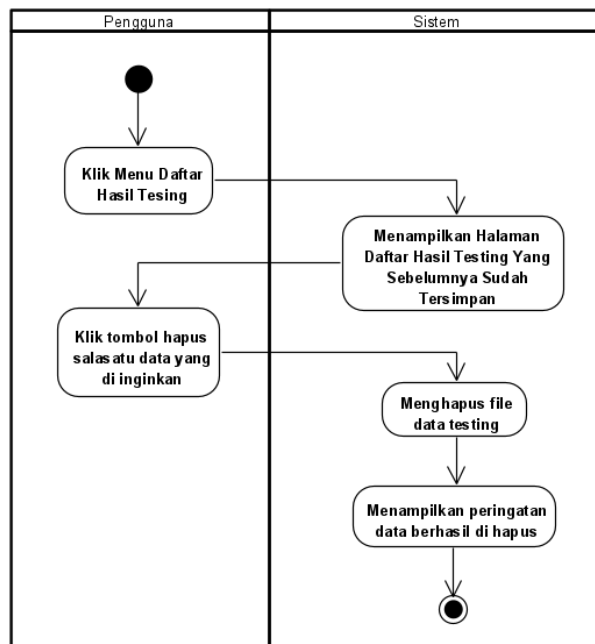 Pengguna
Sistem
Klik Menu Daftar
Hasil Tesing
Menampilkan Halaman
Daftar Hasil Testing Yang
Sebelumnya Sudah
Tersimpan
Klik tombol hapus
salasatu data yang
di inginkan
Menghapus file
data testing
Menampilkan peringatan
data berhasil di hapus